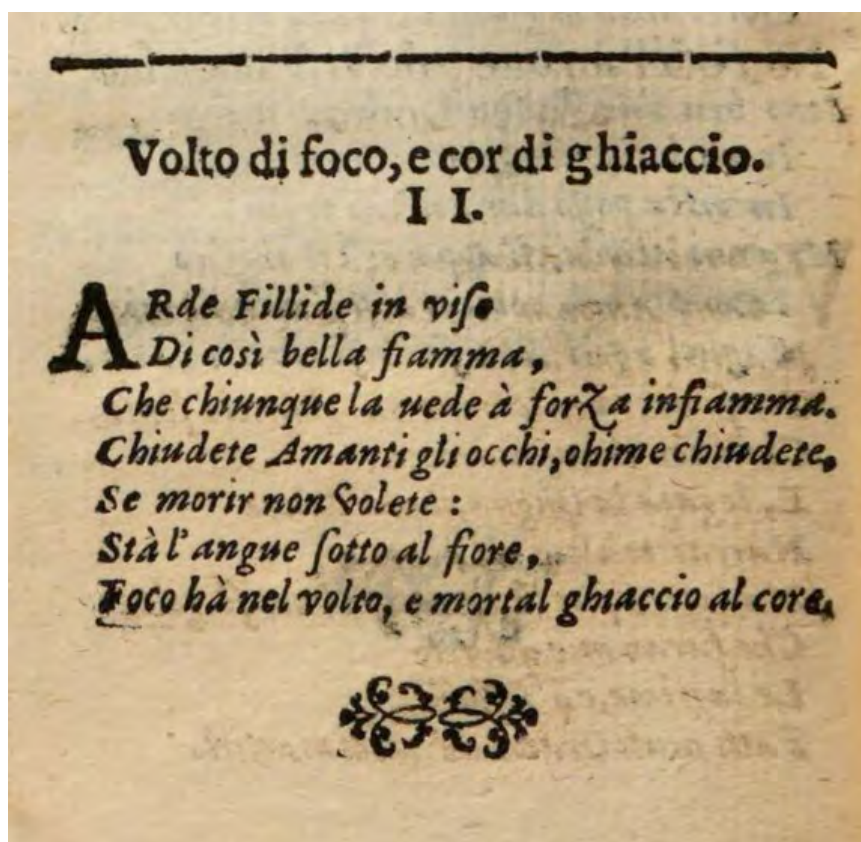 Volto di foco, e cor di ghiaccio.
I I.
ARde Fillide in viſo
Di così bella fiamma,
Che chiunque la uede à forza infiamma.
Chiudete Amanti gli occhi, ohime chiudete,
Se morir non volete :
Stà l'angue ſotto al fiore,
Foco hà nel volto, e mortal ghiaccio al core.